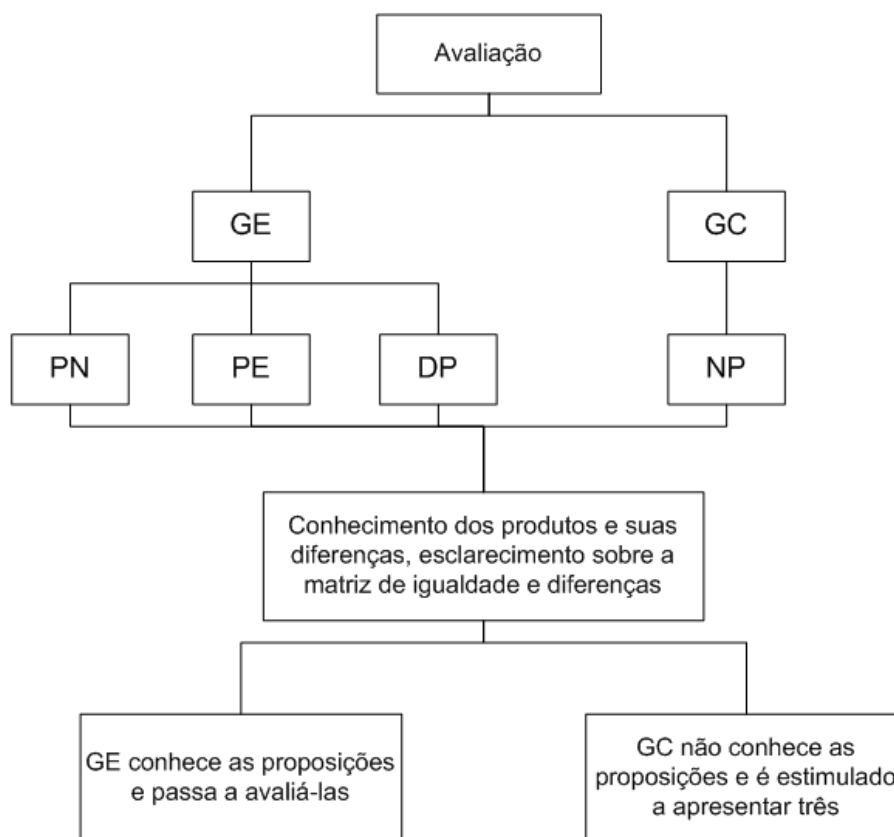 Avaliação
GE
GC
PN
PE
DP
NP
Conhecimento dos produtos e suas
diferenças, esclarecimento sobre a
matriz de igualdade e diferenças
GE conhece as proposições
e passa a avaliá-las
GC não conhece as
proposições e é estimulado
a apresentar três